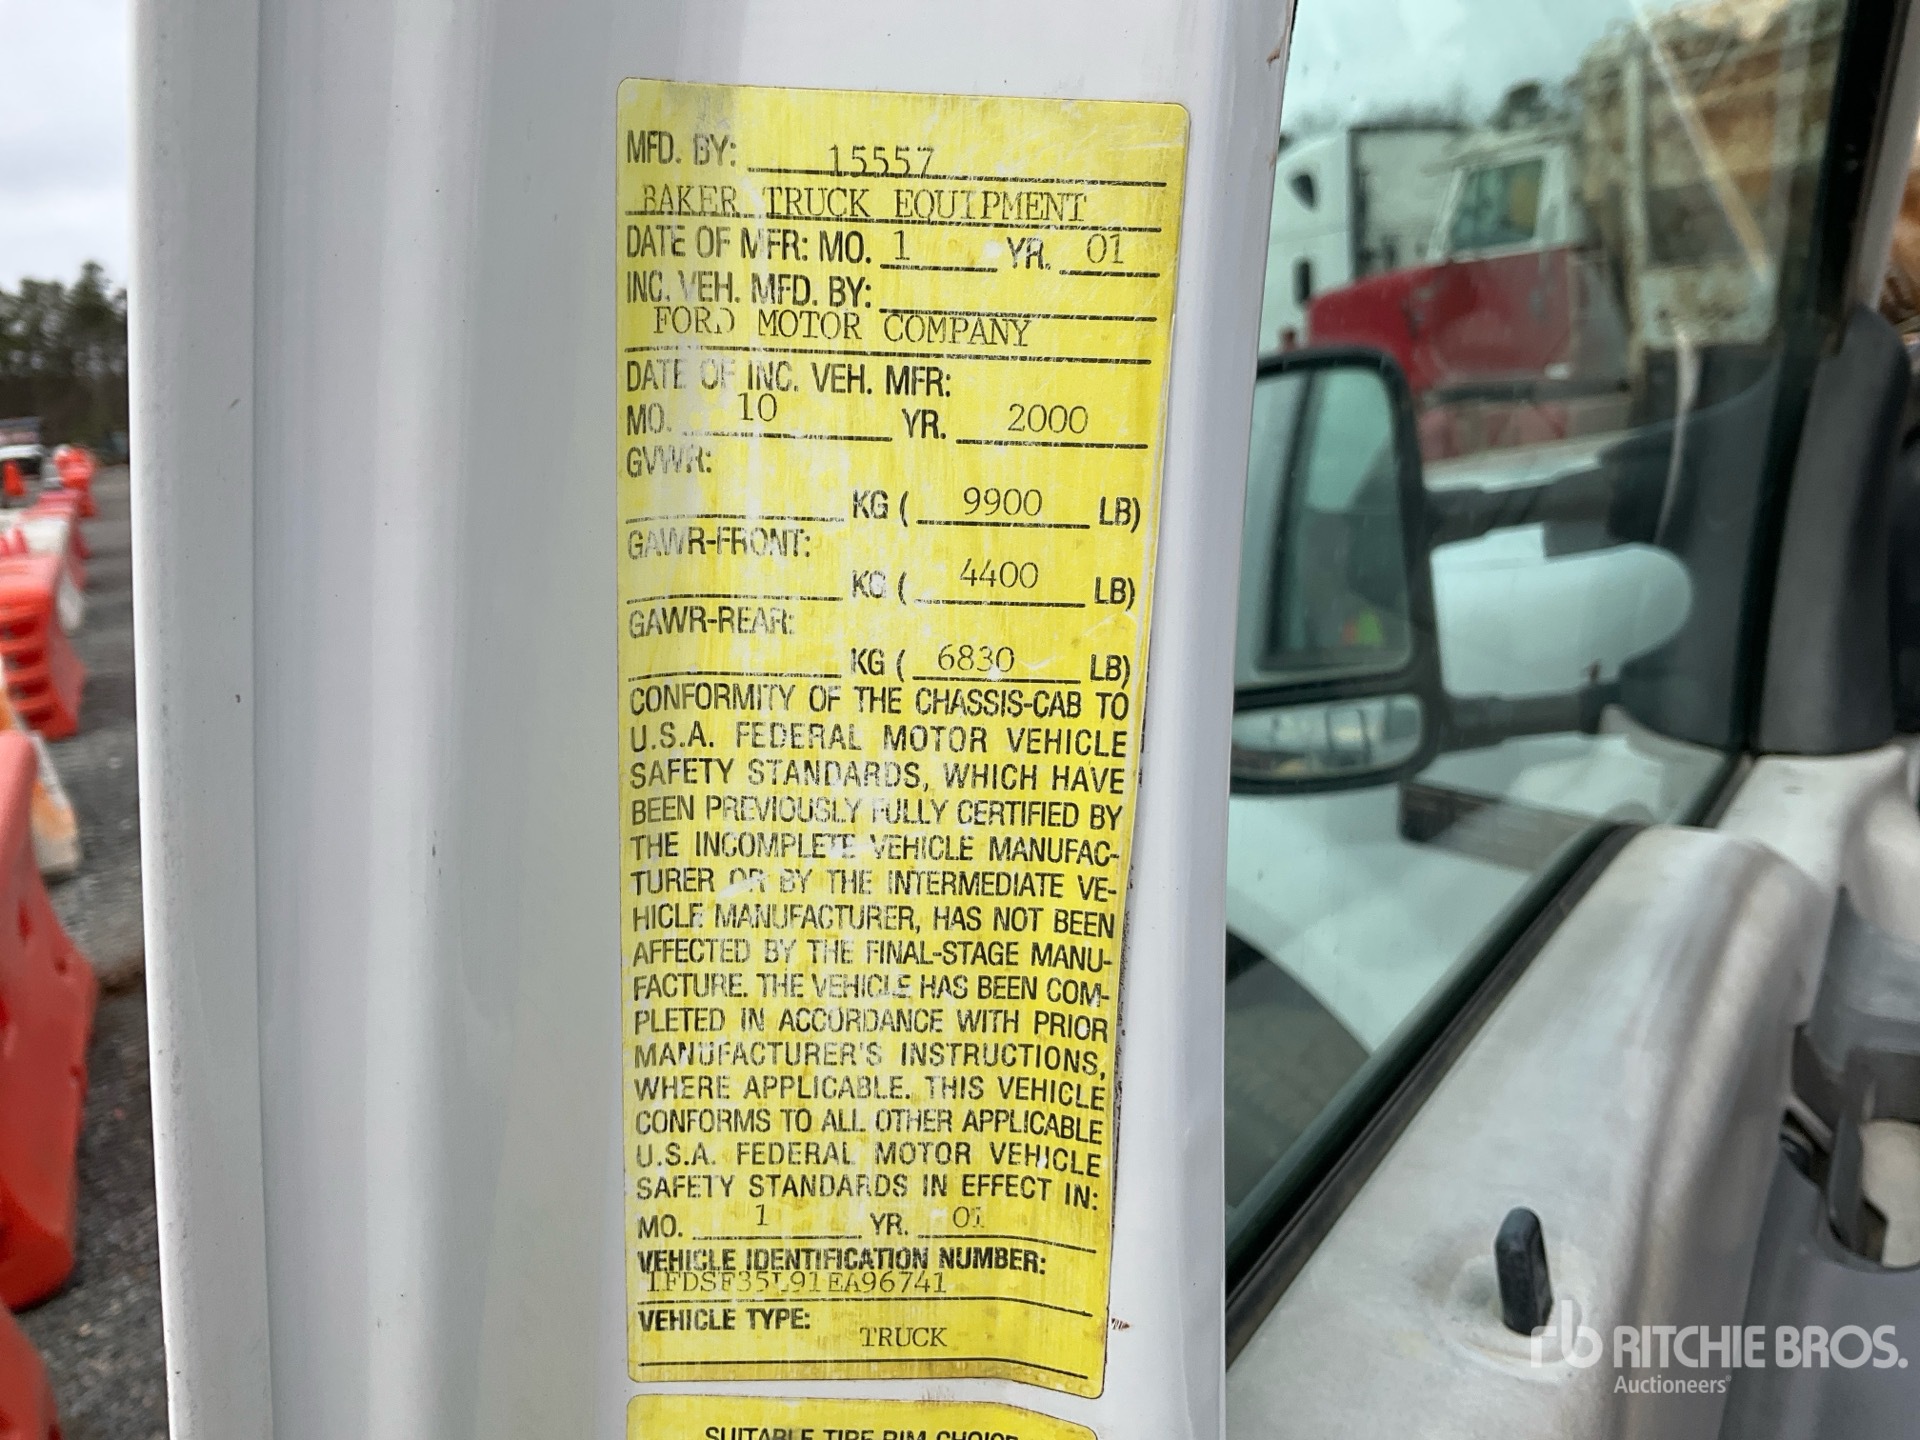 MFD. BY: 15557
BAKER TRUCK EQUIPMENT
DATE OF MFR: MO. 1 YR. 01
INC. VEH. MFD. BY:
FORD MOTOR COMPANY
DATE OF INC. VEH. MFR:
MO. 10 YR. 2000
GVWR:
KG ( 9900 LB)
GAWR-FRONT:
KG ( 4400 LB)
GAWR-REAR:
KG ( 6830 LB)
CONFORMITY OF THE CHASSIS-CAB TO
U.S.A. FEDERAL MOTOR VEHICLE
SAFETY STANDARDS, WHICH HAVE
BEEN PREVIOUSLY FULLY CERTIFIED BY
THE INCOMPLETE VEHICLE MANUFAC-
TURER OR BY THE INTERMEDIATE VE-
HICLE MANUFACTURER, HAS NOT BEEN
AFFECTED BY THE FINAL-STAGE MANU-
FACTURE. THE VEHICLE HAS BEEN COM-
PLETED IN ACCORDANCE WITH PRIOR
MANUFACTURER'S INSTRUCTIONS,
WHERE APPLICABLE. THIS VEHICLE
CONFORMS TO ALL OTHER APPLICABLE
U.S.A. FEDERAL MOTOR VEHICLE
SAFETY STANDARDS IN EFFECT IN:
MO. 1 YR. 01
VEHICLE IDENTIFICATION NUMBER:
1FDSF35L91EA96741
VEHICLE TYPE:
TRUCK
SUITABLE TIRE-RIM CHOICE
rb RITCHIE BROS.
Auctioneers